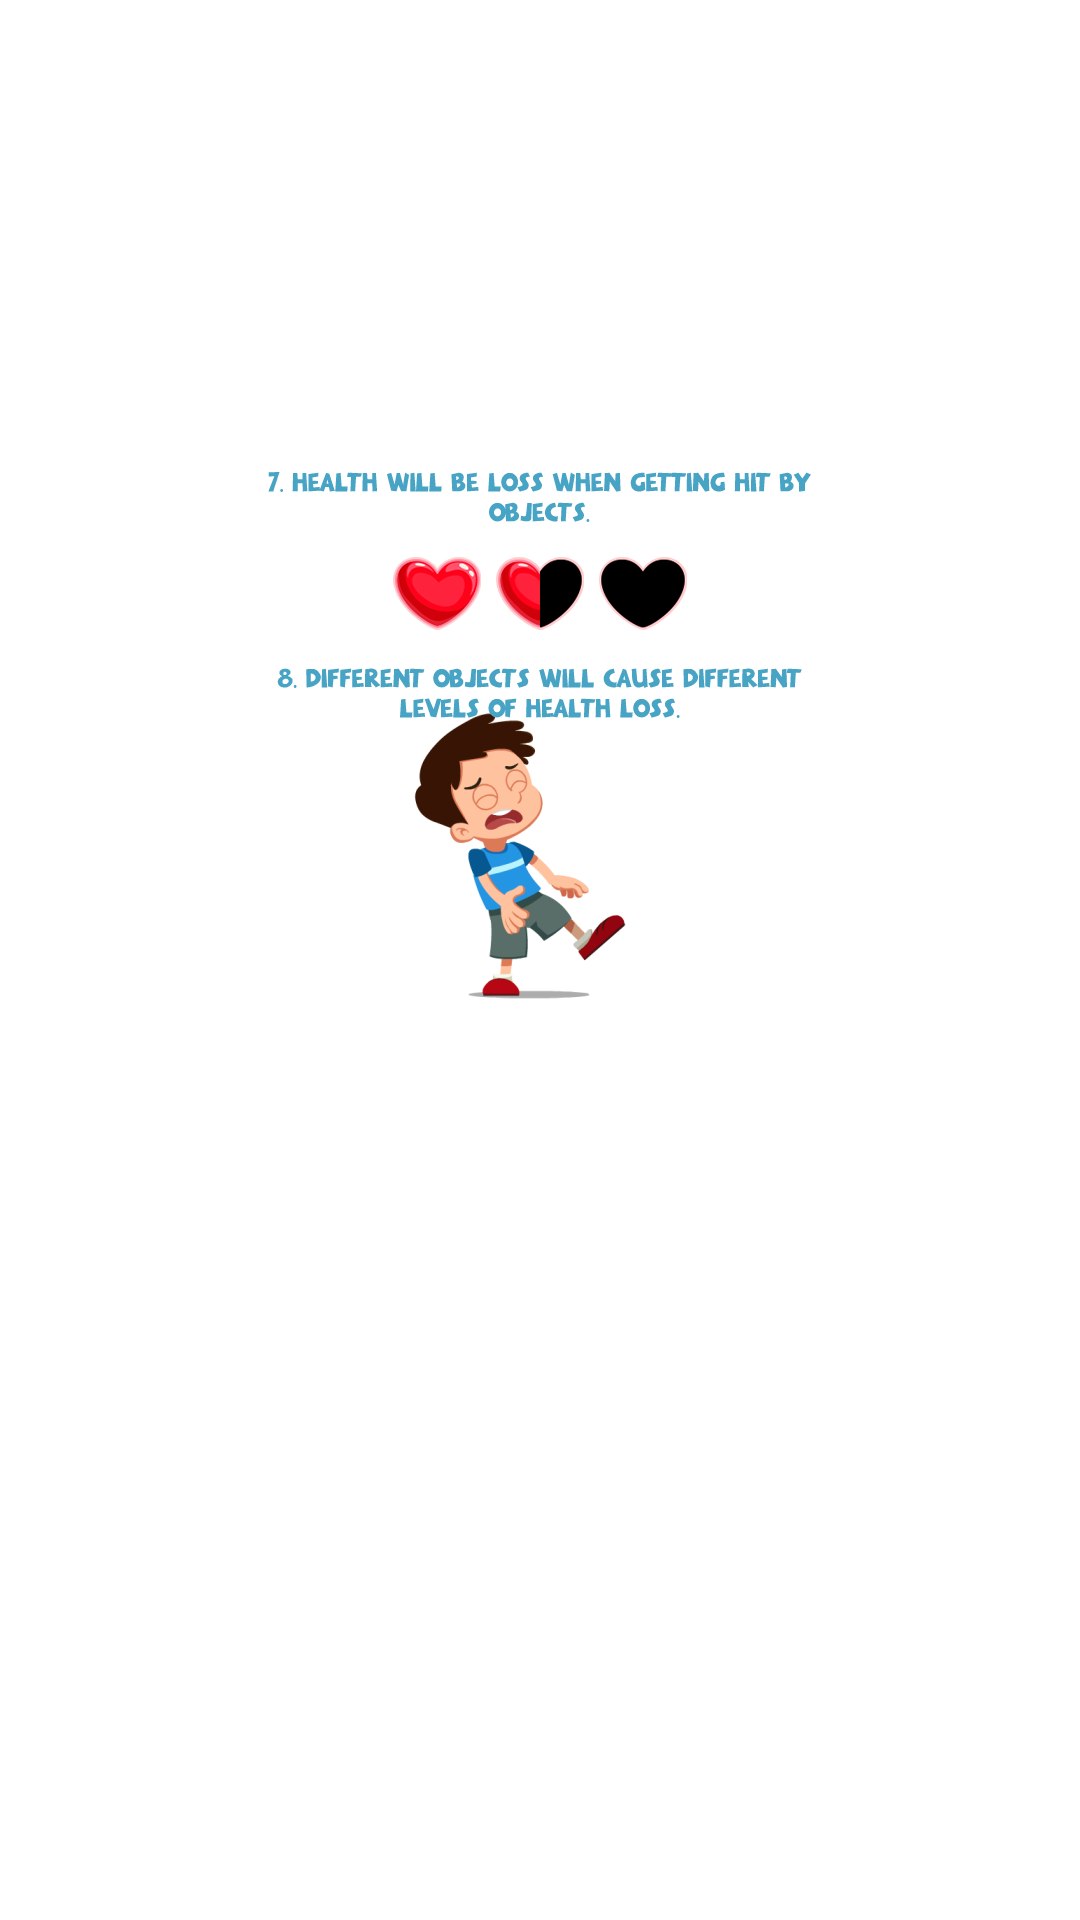 7. HEALTH WILL BE LOSS WHEN GETTING HIT BY
OBJECTS.
8. DIFFERENT OBJECTS WILL CAUSE DIFFERENT
LEVELS OF HEALTH LOSS.